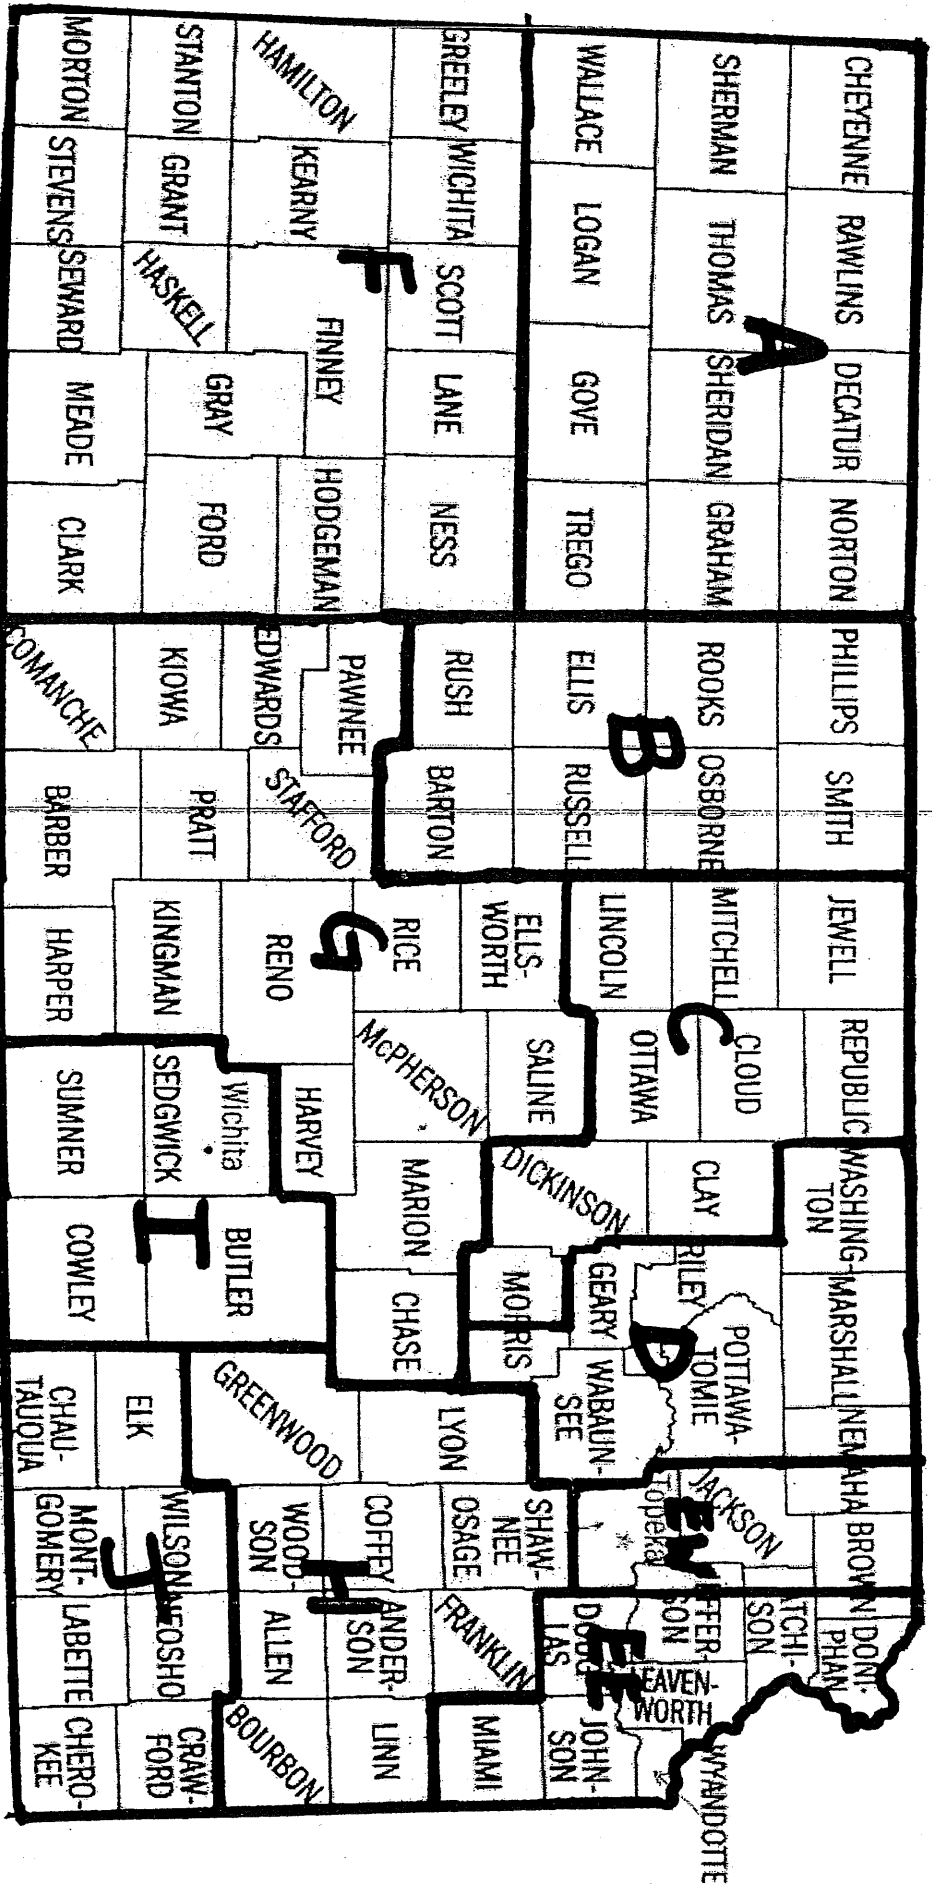 CHEYENNE
RAWLINS
DECATUR
NORTON
PHILLIPS
SMITH
JEWELL
REPUBLIC
WASHING-
TON
MARSHALL
NEMAHA
BROWN
DONI-
PHAN
A
SHERMAN
THOMAS
SHERIDAN
GRAHAM
ROOKS
OSBORNE
MITCHELL
CLOUD
CLAY
RILEY
POTTAWA-
TOMIE
JACKSON
ATCHI-
SON
B
C
D
EW
EE
JEFFER-
SON
LEAVEN-
WORTH
WYANDOTTE
WALLACE
LOGAN
GOVE
TREGO
ELLIS
RUSSELL
LINCOLN
OTTAWA
DICKINSON
GEARY
WABAUN-
SEE
Topeka
SHAW-
NEE
DOUG-
LAS
JOHN-
SON
GREELEY
WICHITA
SCOTT
LANE
NESS
RUSH
BARTON
ELLS-
WORTH
SALINE
MORRIS
LYON
OSAGE
FRANKLIN
MIAMI
F
HAMILTON
KEARNY
FINNEY
HODGEMAN
PAWNEE
STAFFORD
RICE
McPHERSON
MARION
CHASE
COFFEY
ANDER-
SON
LINN
G
H
STANTON
GRANT
HASKELL
GRAY
FORD
EDWARDS
KIOWA
PRATT
RENO
KINGMAN
HARVEY
SEDGWICK
Wichita
BUTLER
GREENWOOD
WOOD-
SON
ALLEN
BOURBON
I
J
MORTON
STEVENS
SEWARD
MEADE
CLARK
COMANCHE
BARBER
HARPER
SUMNER
COWLEY
ELK
CHAU-
TAUQUA
WILSON
MONT-
GOMERY
NEOSHO
LABETTE
CRAW-
FORD
CHERO-
KEE